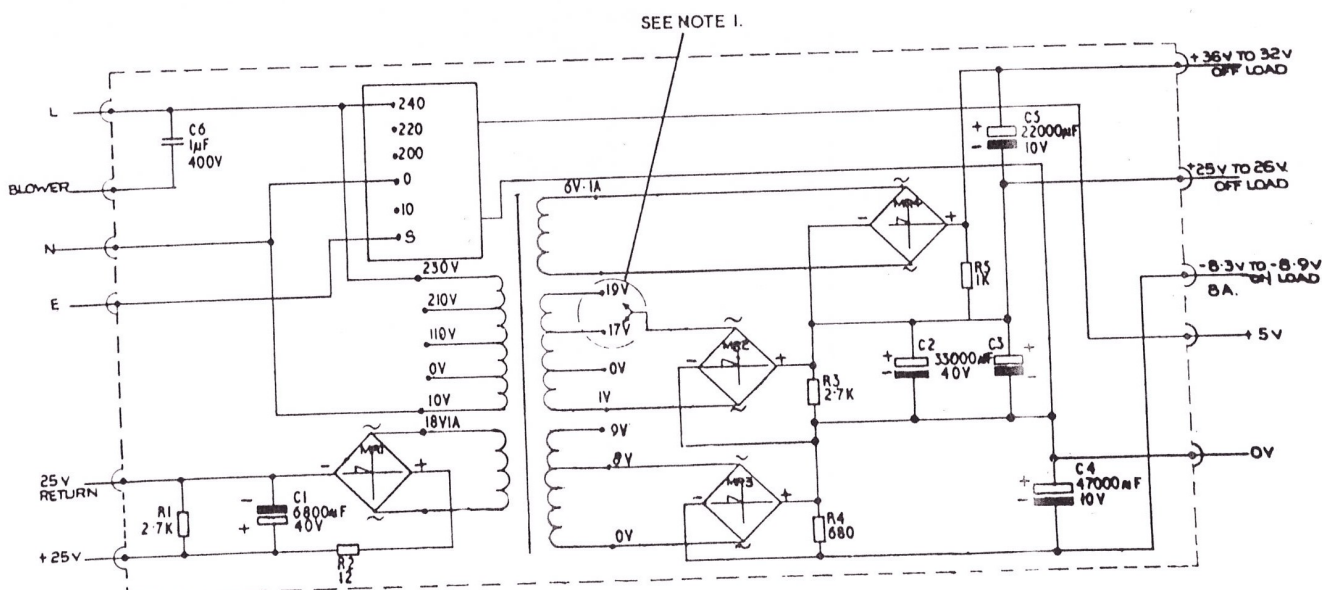 SEE NOTE 1.
+36V TO 32V
OFF LOAD
L
240
C6
1µF
400V
220
200
+ C5
22000µF
- 10V
BLOWER
0
6V·1A
MR4
+25V TO 26V
OFF LOAD
10
N
S
- +
230V
R5
1K
-8·3V TO -8·9V
ON LOAD
8A.
E
210V
19V
110V
17V
+5V
MR2
C2
33000µF
40V
C3
0V
0V
R3
2·7K
10V
1V
18V1A
9V
MR1
8V
0V
25V
RETURN
C1
6800µF
40V
MR3
C4
47000µF
10V
R1
2·7K
R4
680
0V
+25V
R2
12